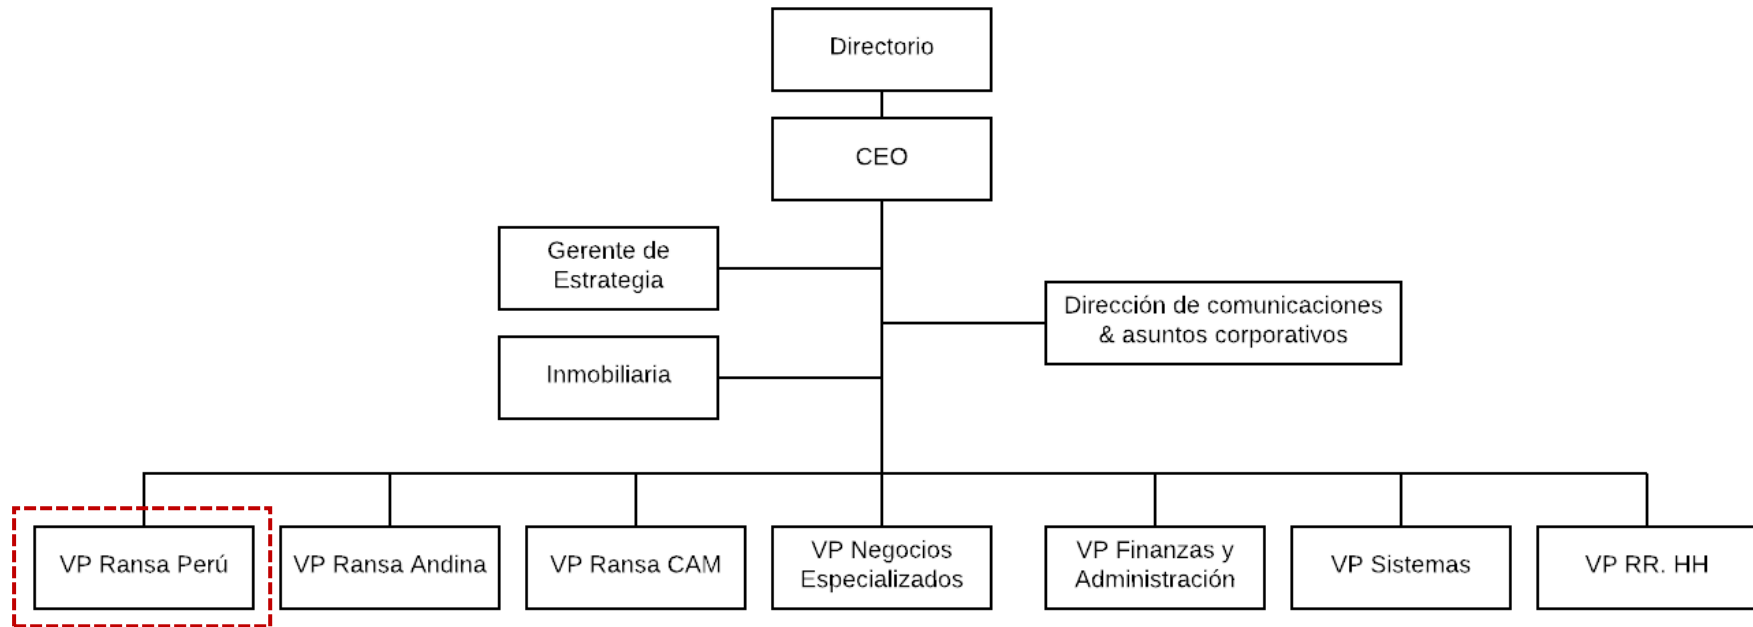 Directorio
CEO
Gerente de
Estrategia
Dirección de comunicaciones
& asuntos corporativos
Inmobiliaria
VP Ransa Perú
VP Ransa Andina
VP Ransa CAM
VP Negocios
Especializados
VP Finanzas y
Administración
VP Sistemas
VP RR. HH